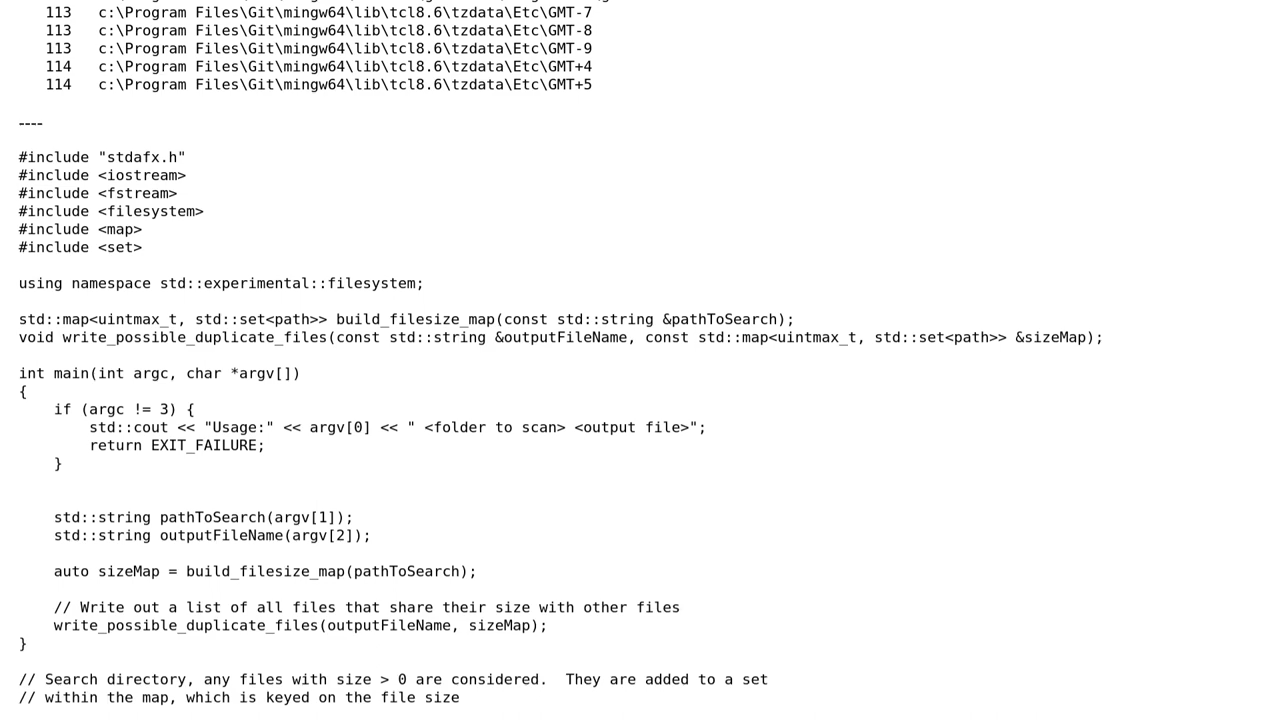 113   c:\Program Files\Git\mingw64\lib\tcl8.6\tzdata\Etc\GMT-7
113   c:\Program Files\Git\mingw64\lib\tcl8.6\tzdata\Etc\GMT-8
113   c:\Program Files\Git\mingw64\lib\tcl8.6\tzdata\Etc\GMT-9
114   c:\Program Files\Git\mingw64\lib\tcl8.6\tzdata\Etc\GMT+4
114   c:\Program Files\Git\mingw64\lib\tcl8.6\tzdata\Etc\GMT+5
----
#include "stdafx.h"
#include <iostream>
#include <fstream>
#include <filesystem>
#include <map>
#include <set>
using namespace std::experimental::filesystem;
std::map<uintmax_t, std::set<path>> build_filesize_map(const std::string &pathToSearch);
void write_possible_duplicate_files(const std::string &outputFileName, const std::map<uintmax_t, std::set<path>> &sizeMap);
int main(int argc, char *argv[])
{
    if (argc != 3) {
        std::cout << "Usage:" << argv[0] << " <folder to scan> <output file>";
        return EXIT_FAILURE;
    }
    std::string pathToSearch(argv[1]);
    std::string outputFileName(argv[2]);
    auto sizeMap = build_filesize_map(pathToSearch);
    // Write out a list of all files that share their size with other files
    write_possible_duplicate_files(outputFileName, sizeMap);
}
// Search directory, any files with size > 0 are considered.  They are added to a set
// within the map, which is keyed on the file size